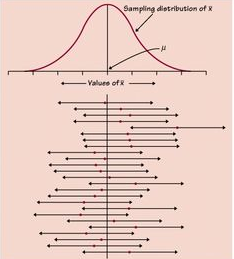 Sampling distribution of x̄
μ
Values of x̄